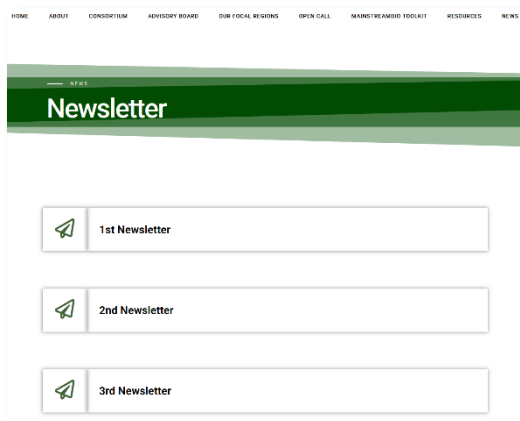 HOME ABOUT CONSORTIUM ADVISORY BOARD OUR FOCAL REGIONS OPEN CALL MAINSTREAMBIO TOOLKIT RESOURCES NEWS
NEWS
Newsletter
1st Newsletter
2nd Newsletter
3rd Newsletter